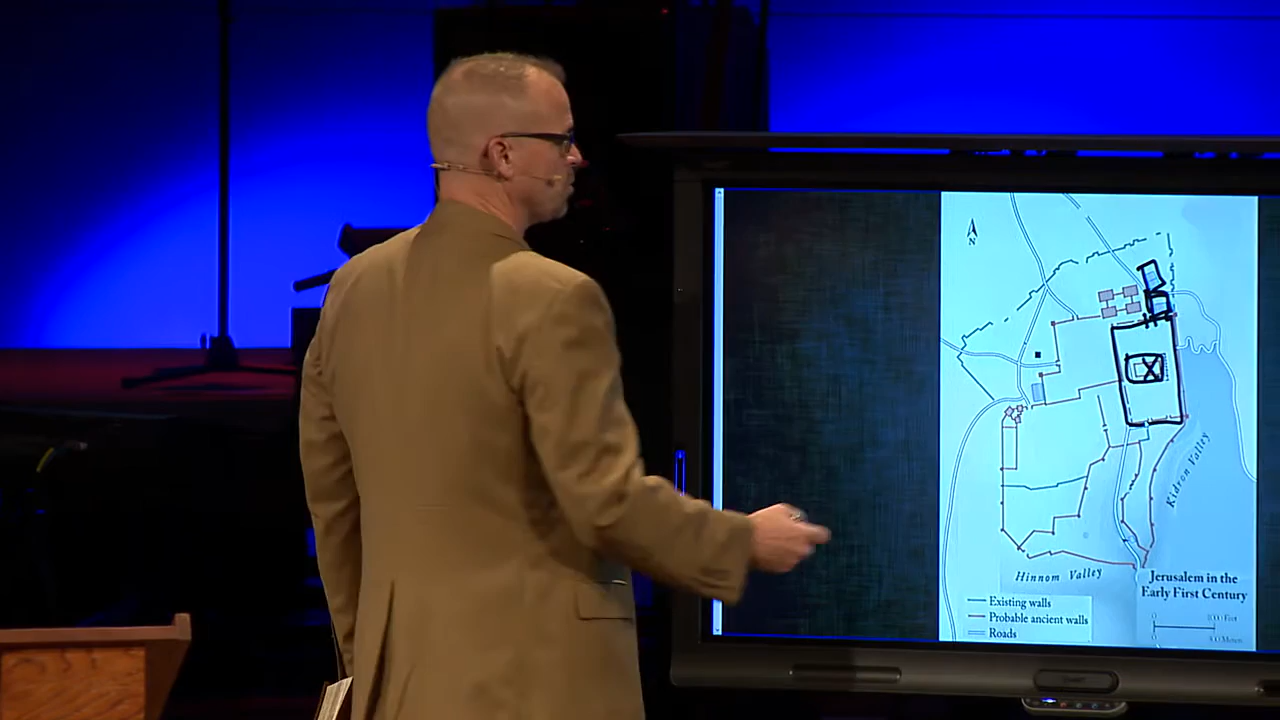 N
Kidron Valley
Hinnom Valley
Jerusalem in the
Early First Century
Existing walls
Probable ancient walls
Roads